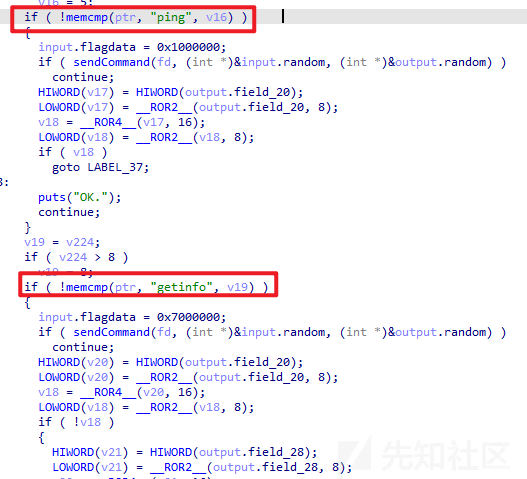 v16 = 5;
if ( !memcmp(ptr, "ping", v16) )
{
input.flagdata = 0x1000000;
if ( sendCommand(fd, (int *)&input.random, (int *)&output.random) )
continue;
HIWORD(v17) = HIWORD(output.field_20);
LOWORD(v17) = __ROR2__(output.field_20, 8);
v18 = __ROR4__(v17, 16);
LOWORD(v18) = __ROR2__(v18, 8);
if ( v18 )
goto LABEL_37;
8:
puts("OK.");
continue;
}
v19 = v224;
if ( v224 > 8 )
v19 = 8;
if ( !memcmp(ptr, "getinfo", v19) )
{
input.flagdata = 0x7000000;
if ( sendCommand(fd, (int *)&input.random, (int *)&output.random) )
continue;
HIWORD(v20) = HIWORD(output.field_20);
LOWORD(v20) = __ROR2__(output.field_20, 8);
v18 = __ROR4__(v20, 16);
LOWORD(v18) = __ROR2__(v18, 8);
if ( !v18 )
{
HIWORD(v21) = HIWORD(output.field_28);
LOWORD(v21) = __ROR2__(output.field_28, 8);
先知社区